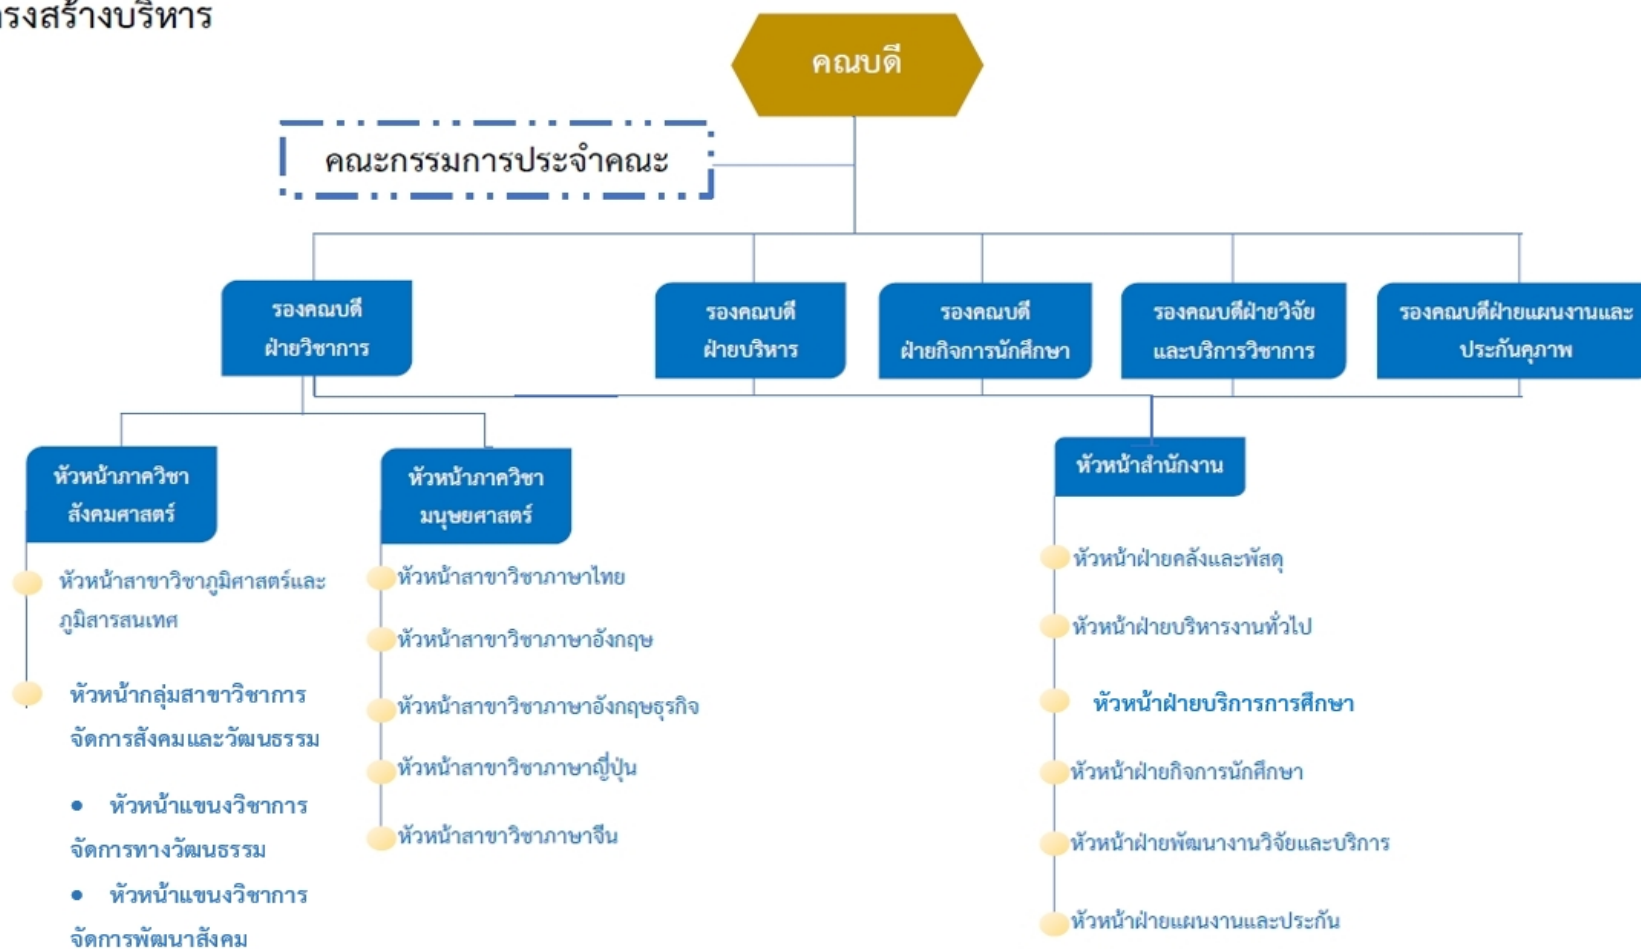 รงสร้างบริหาร
คณบดี
คณะกรรมการประจำคณะ
รองคณบดี
ฝ่ายวิชาการ
รองคณบดี
ฝ่ายบริหาร
รองคณบดี
ฝ่ายกิจการนักศึกษา
รองคณบดีฝ่ายวิจัย
และบริการวิชาการ
รองคณบดีฝ่ายแผนงานและ
ประกันคุภาพ
หัวหน้าภาควิชา
สังคมศาสตร์
หัวหน้าสาขาวิชาภูมิศาสตร์และ
ภูมิสารสนเทศ
หัวหน้ากลุ่มสาขาวิชาการ
จัดการสังคมและวัฒนธรรม
• หัวหน้าแขนงวิชาการ
จัดการทางวัฒนธรรม
• หัวหน้าแขนงวิชาการ
จัดการพัฒนาสังคม
หัวหน้าภาควิชา
มนุษยศาสตร์
หัวหน้าสาขาวิชาภาษาไทย
หัวหน้าสาขาวิชาภาษาอังกฤษ
หัวหน้าสาขาวิชาภาษาอังกฤษธุรกิจ
หัวหน้าสาขาวิชาภาษาญี่ปุ่น
หัวหน้าสาขาวิชาภาษาจีน
หัวหน้าสำนักงาน
หัวหน้าฝ่ายคลังและพัสดุ
หัวหน้าฝ่ายบริหารงานทั่วไป
หัวหน้าฝ่ายบริการการศึกษา
หัวหน้าฝ่ายกิจการนักศึกษา
หัวหน้าฝ่ายพัฒนางานวิจัยและบริการ
หัวหน้าฝ่ายแผนงานและประกัน